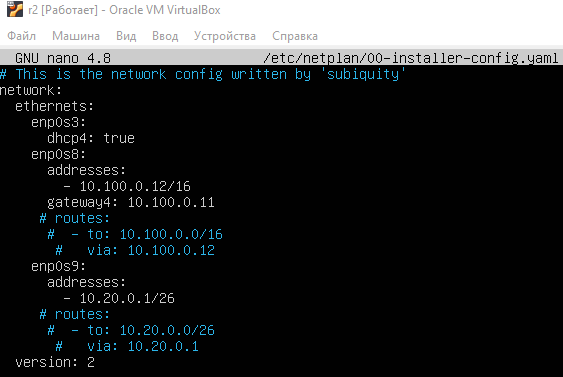 r2 [Работает] - Oracle VM VirtualBox
Файл Машина Вид Ввод Устройства Справка
GNU nano 4.8 /etc/netplan/00-installer-config.yaml
# This is the network config written by 'subiquity'
network:
  ethernets:
    enp0s3:
      dhcp4: true
    enp0s8:
      addresses:
        - 10.100.0.12/16
      gateway4: 10.100.0.11
     # routes:
      #  - to: 10.100.0.0/16
       #   via: 10.100.0.12
    enp0s9:
      addresses:
        - 10.20.0.1/26
     # routes:
      #  - to: 10.20.0.0/26
       #   via: 10.20.0.1
  version: 2